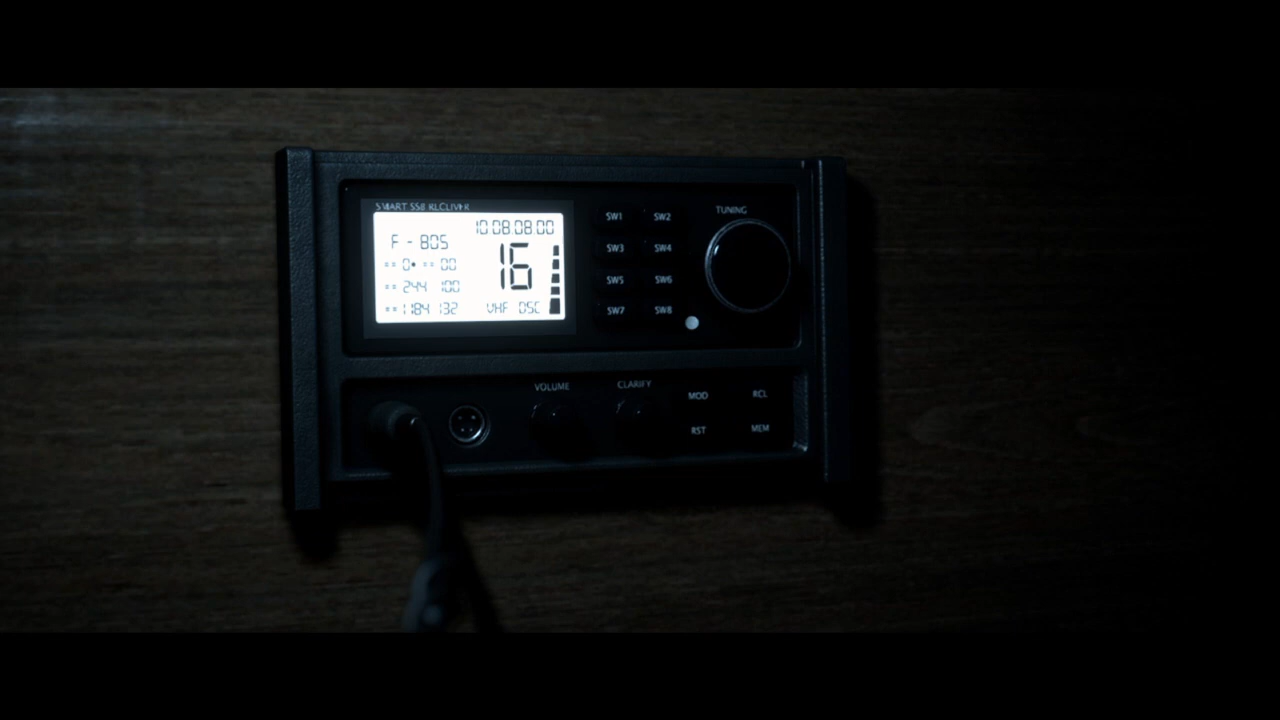 SMART SSB RECEIVER
10:08:08:00
F - BOS
16
== 0• == 00
== 244 100
== 1184 132
VHF DSC
SW1 SW2
SW3 SW4
SW5 SW6
SW7 SW8
TUNING
VOLUME
CLARIFY
MOD
RCL
RST
MEM